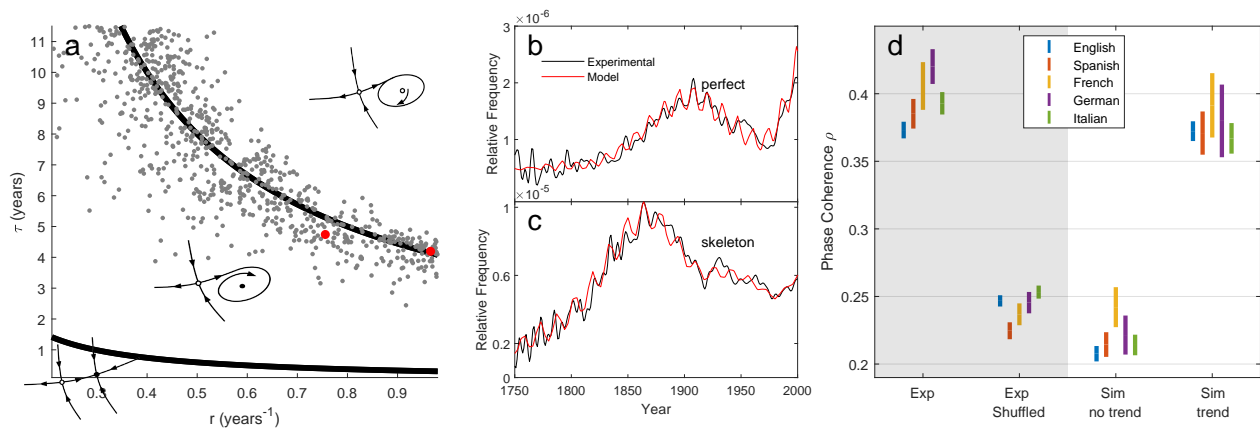 a
11
10
9
8
7
6
5
4
3
2
1
τ (years)
0.3
0.4
0.5
0.6
0.7
0.8
0.9
r (years-1)
b
× 10-6
3
2
1
0
Relative Frequency
Experimental
Model
perfect
c
× 10-5
1
0.6
0.2
0
Relative Frequency
skeleton
1750
1800
1850
1900
1950
2000
Year
d
English
Spanish
French
German
Italian
0.4
0.35
0.3
0.25
0.2
Phase Coherence ρ
Exp
Exp
Shuffled
Sim
no trend
Sim
trend